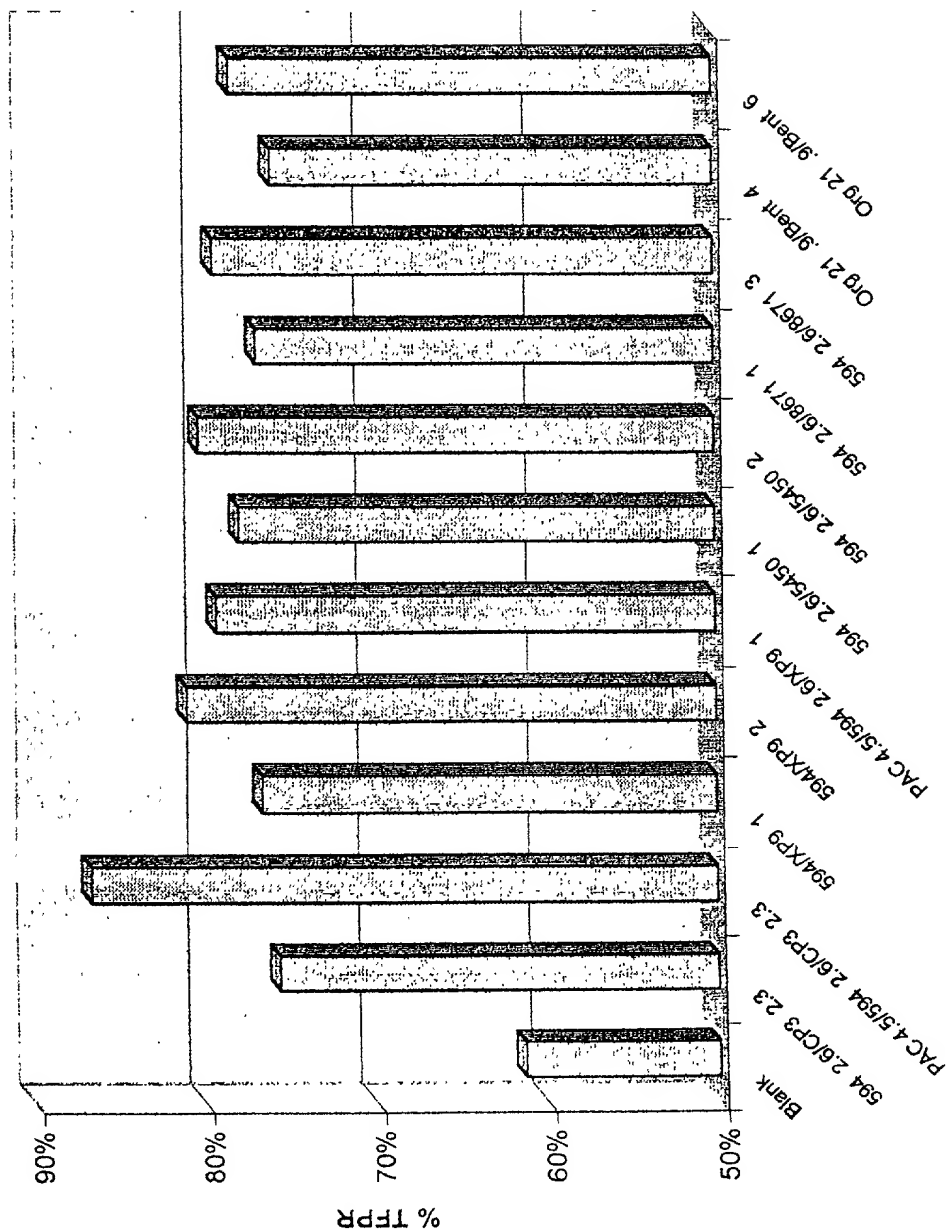 90%
80%
70%
60%
50%
% TFPR
Blank
594 2.6/CP3 2.3
PAC 4.5/594 2.6/CP3 2.3
594/XP9 1
594/XP9 2
PAC 4.5/594 2.6/XP9 1
594 2.6/5450 1
594 2.6/5450 2
594 2.6/8671 1
594 2.6/8671 3
Org 21 .9/Bent 4
Org 21 .9/Bent 6